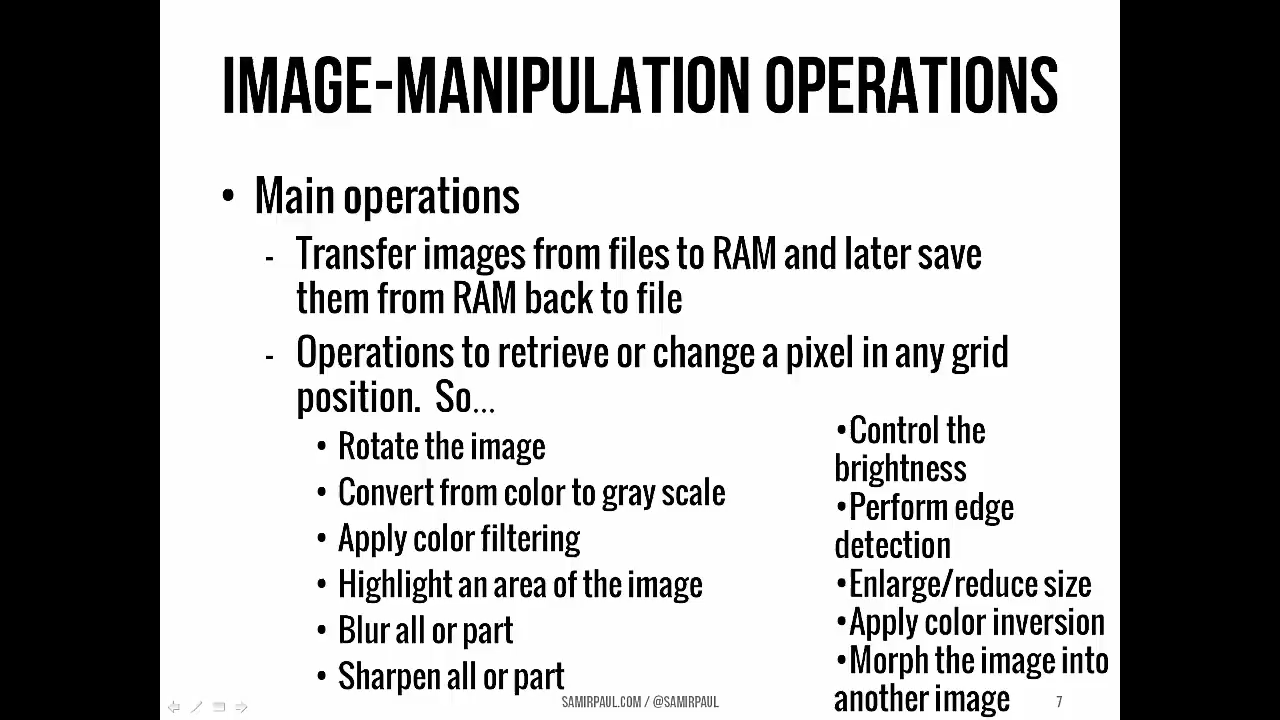 IMAGE-MANIPULATION OPERATIONS
• Main operations
- Transfer images from files to RAM and later save
them from RAM back to file
- Operations to retrieve or change a pixel in any grid
position. So...
• Rotate the image
• Convert from color to gray scale
• Apply color filtering
• Highlight an area of the image
• Blur all or part
• Sharpen all or part
•Control the
brightness
•Perform edge
detection
•Enlarge/reduce size
•Apply color inversion
•Morph the image into
another image
SAMIRPAUL.COM / @SAMIRPAUL
7